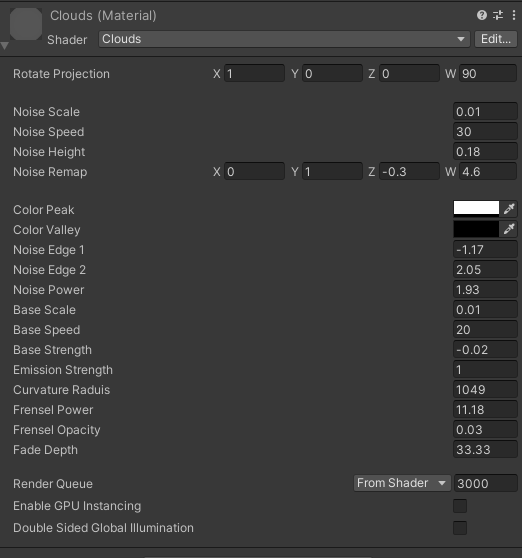 Clouds (Material)
Shader Clouds Edit...
Rotate Projection X 1 Y 0 Z 0 W 90
Noise Scale 0.01
Noise Speed 30
Noise Height 0.18
Noise Remap X 0 Y 1 Z -0.3 W 4.6
Color Peak
Color Valley
Noise Edge 1 -1.17
Noise Edge 2 2.05
Noise Power 1.93
Base Scale 0.01
Base Speed 20
Base Strength -0.02
Emission Strength 1
Curvature Raduis 1049
Frensel Power 11.18
Frensel Opacity 0.03
Fade Depth 33.33
Render Queue From Shader 3000
Enable GPU Instancing
Double Sided Global Illumination